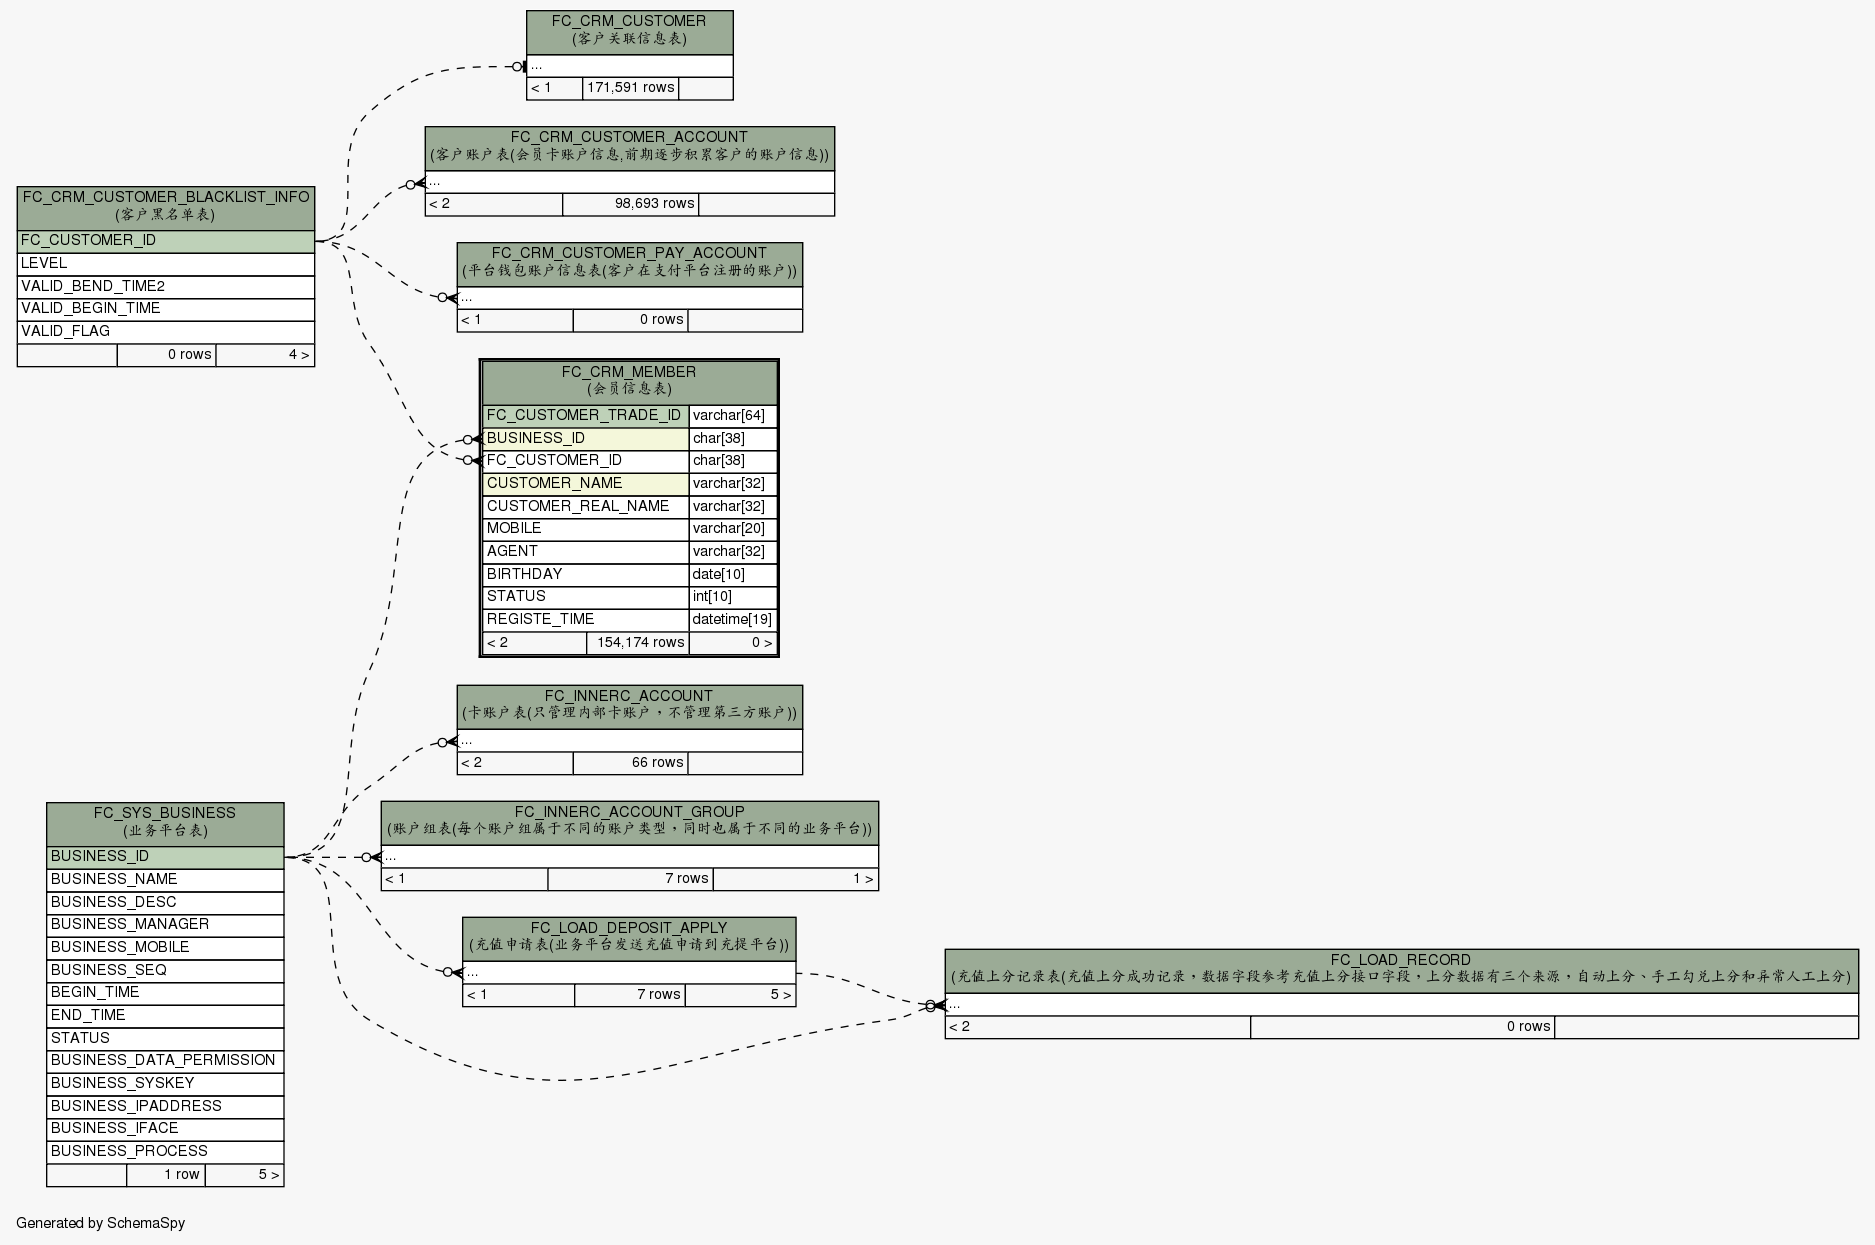 FC_CRM_CUSTOMER
(客户关联信息表)
...
< 1 171,591 rows
FC_CRM_CUSTOMER_ACCOUNT
(客户账户表(会员卡账户信息,前期逐步积累客户的账户信息))
...
< 2 98,693 rows
FC_CRM_CUSTOMER_BLACKLIST_INFO
(客户黑名单表)
FC_CUSTOMER_ID
LEVEL
VALID_BEND_TIME2
VALID_BEGIN_TIME
VALID_FLAG
0 rows 4 >
FC_CRM_CUSTOMER_PAY_ACCOUNT
(平台钱包账户信息表(客户在支付平台注册的账户))
...
< 1 0 rows
FC_CRM_MEMBER
(会员信息表)
FC_CUSTOMER_TRADE_ID varchar[64]
BUSINESS_ID char[38]
FC_CUSTOMER_ID char[38]
CUSTOMER_NAME varchar[32]
CUSTOMER_REAL_NAME varchar[32]
MOBILE varchar[20]
AGENT varchar[32]
BIRTHDAY date[10]
STATUS int[10]
REGISTE_TIME datetime[19]
< 2 154,174 rows 0 >
FC_INNERC_ACCOUNT
(卡账户表(只管理内部卡账户，不管理第三方账户))
...
< 2 66 rows
FC_INNERC_ACCOUNT_GROUP
(账户组表(每个账户组属于不同的账户类型，同时也属于不同的业务平台))
...
< 1 7 rows 1 >
FC_SYS_BUSINESS
(业务平台表)
BUSINESS_ID
BUSINESS_NAME
BUSINESS_DESC
BUSINESS_MANAGER
BUSINESS_MOBILE
BUSINESS_SEQ
BEGIN_TIME
END_TIME
STATUS
BUSINESS_DATA_PERMISSION
BUSINESS_SYSKEY
BUSINESS_IPADDRESS
BUSINESS_IFACE
BUSINESS_PROCESS
1 row 5 >
FC_LOAD_DEPOSIT_APPLY
(充值申请表(业务平台发送充值申请到充提平台))
...
< 1 7 rows 5 >
FC_LOAD_RECORD
(充值上分记录表(充值上分成功记录，数据字段参考充值上分接口字段，上分数据有三个来源，自动上分、手工勾兑上分和异常人工上分)
...
< 2 0 rows
Generated by SchemaSpy